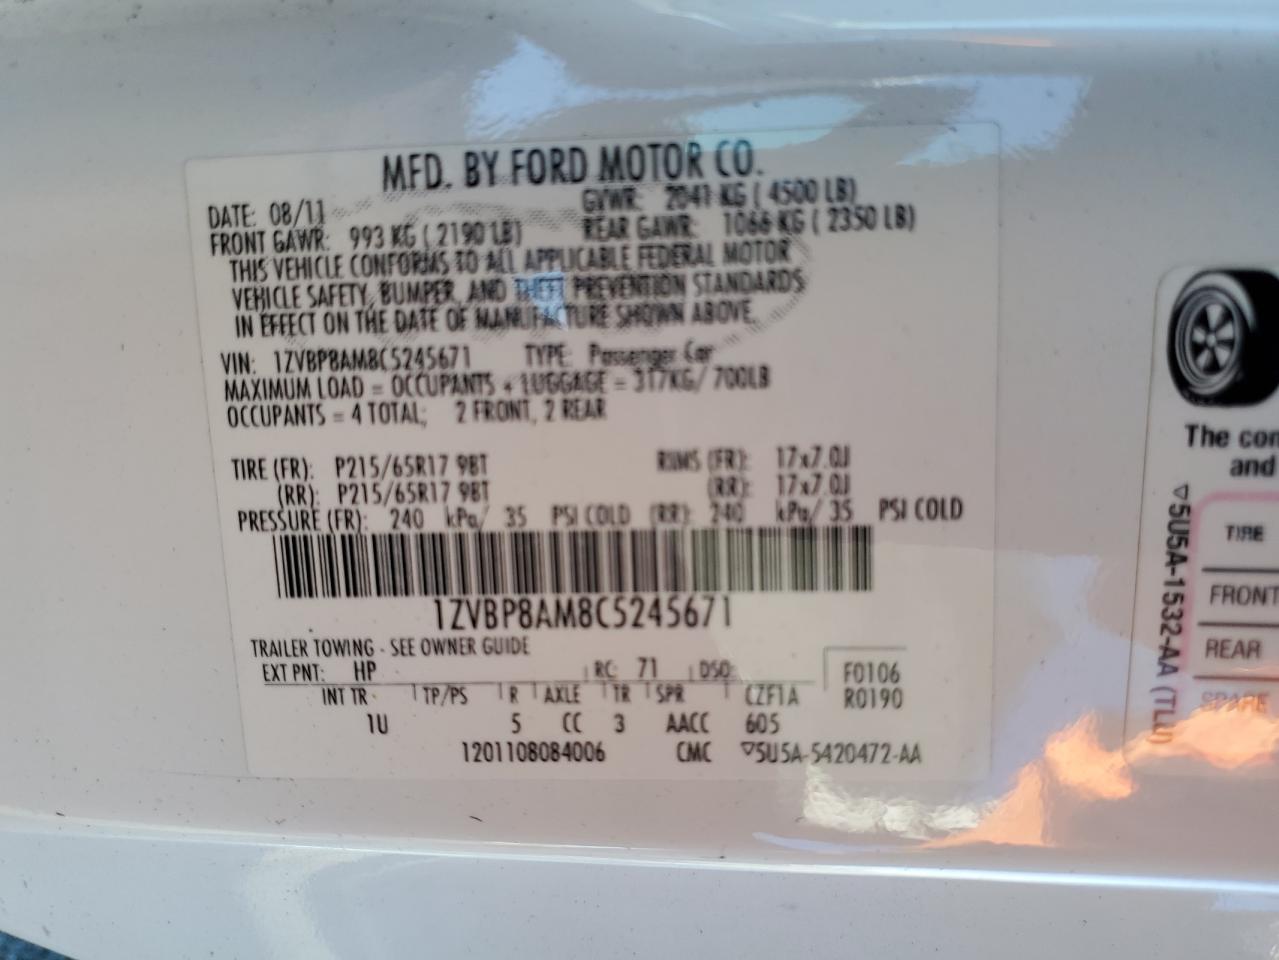 MFD. BY FORD MOTOR CO.
DATE: 08/11 GVWR: 2041 KG ( 4500 LB)
FRONT GAWR: 993 KG ( 2190 LB) REAR GAWR: 1066 KG ( 2350 LB)
THIS VEHICLE CONFORMS TO ALL APPLICABLE FEDERAL MOTOR
VEHICLE SAFETY, BUMPER, AND THEFT PREVENTION STANDARDS
IN EFFECT ON THE DATE OF MANUFACTURE SHOWN ABOVE.
VIN: 1ZVBP8AM8C5245671 TYPE: Passenger Car
MAXIMUM LOAD = OCCUPANTS + LUGGAGE = 317KG/ 700LB
OCCUPANTS = 4 TOTAL; 2 FRONT, 2 REAR
TIRE (FR): P215/65R17 98T RIMS (FR): 17x7.0J
(RR): P215/65R17 98T (RR): 17x7.0J
PRESSURE (FR): 240 kPa/ 35 PSI COLD (RR): 240 kPa/ 35 PSI COLD
1ZVBP8AM8C5245671
TRAILER TOWING - SEE OWNER GUIDE
EXT PNT: HP RC: 71 DSO: F0106
INT TR TP/PS R AXLE TR SPR CZF1A R0190
1U 5 CC 3 AACC 605
1201108084006 CMC ▽5U5A-5420472-AA
The con
and
▽5U5A-1532-AA (TLU)
TIRE
FRONT
REAR
SPARE